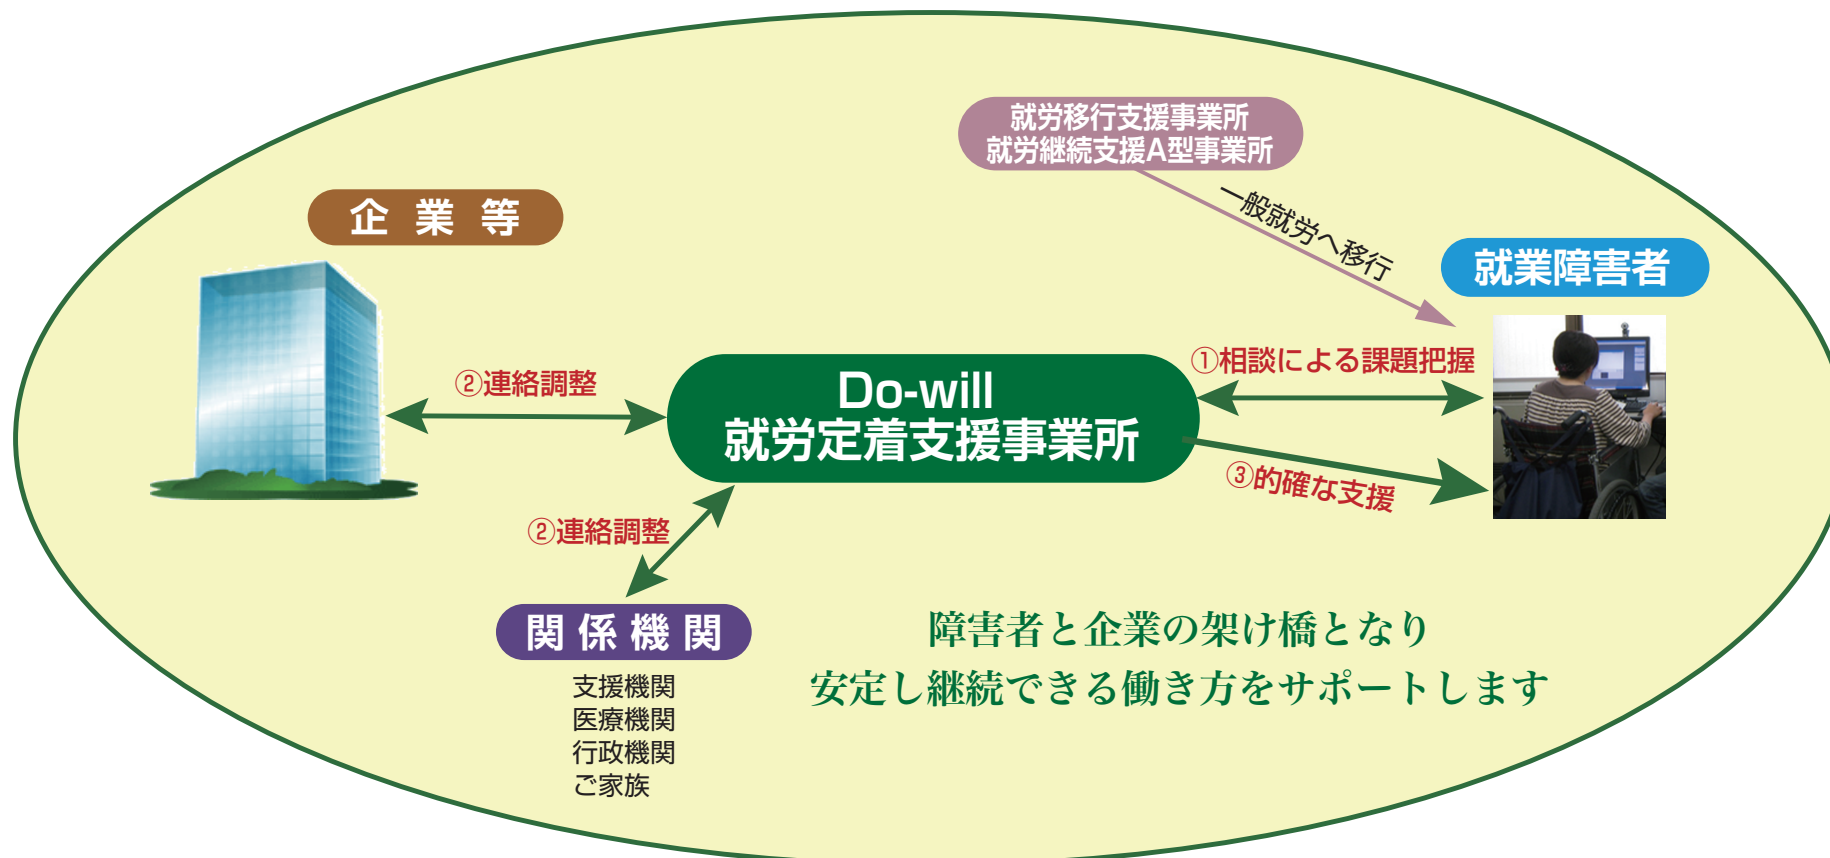 就労移行支援事業所
就労継続支援A型事業所
一般就労へ移行
企業等
就業障害者
①相談による課題把握
②連絡調整
Do-will
就労定着支援事業所
③的確な支援
②連絡調整
関係機関
支援機関
医療機関
行政機関
ご家族
障害者と企業の架け橋となり
安定し継続できる働き方をサポートします